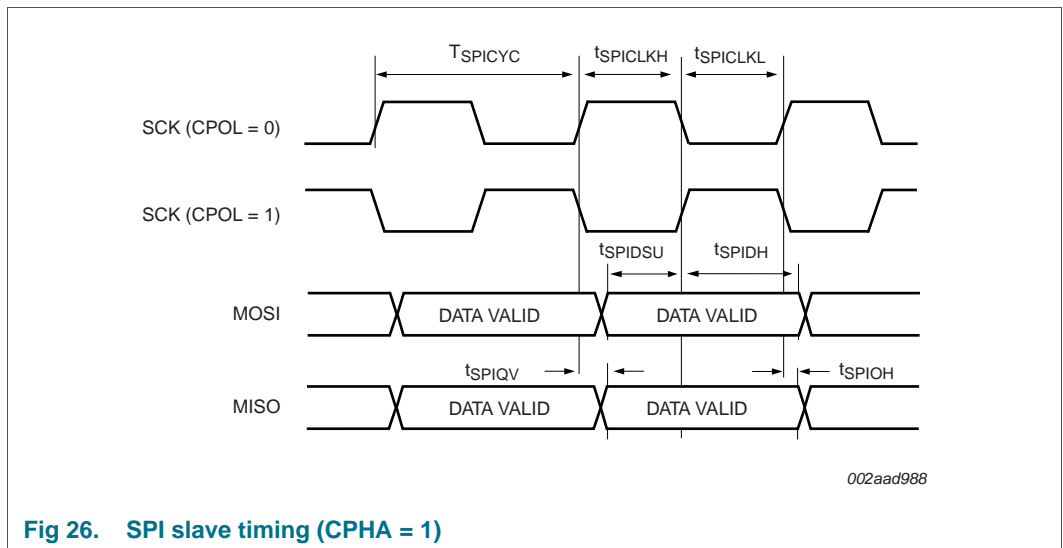 TSPICYC tSPICLKH tSPICLKL
SCK (CPOL = 0)
SCK (CPOL = 1)
tSPIDSU tSPIDH
MOSI DATA VALID DATA VALID
tSPIQV tSPIOH
MISO DATA VALID DATA VALID
002aad988
Fig 26. SPI slave timing (CPHA = 1)